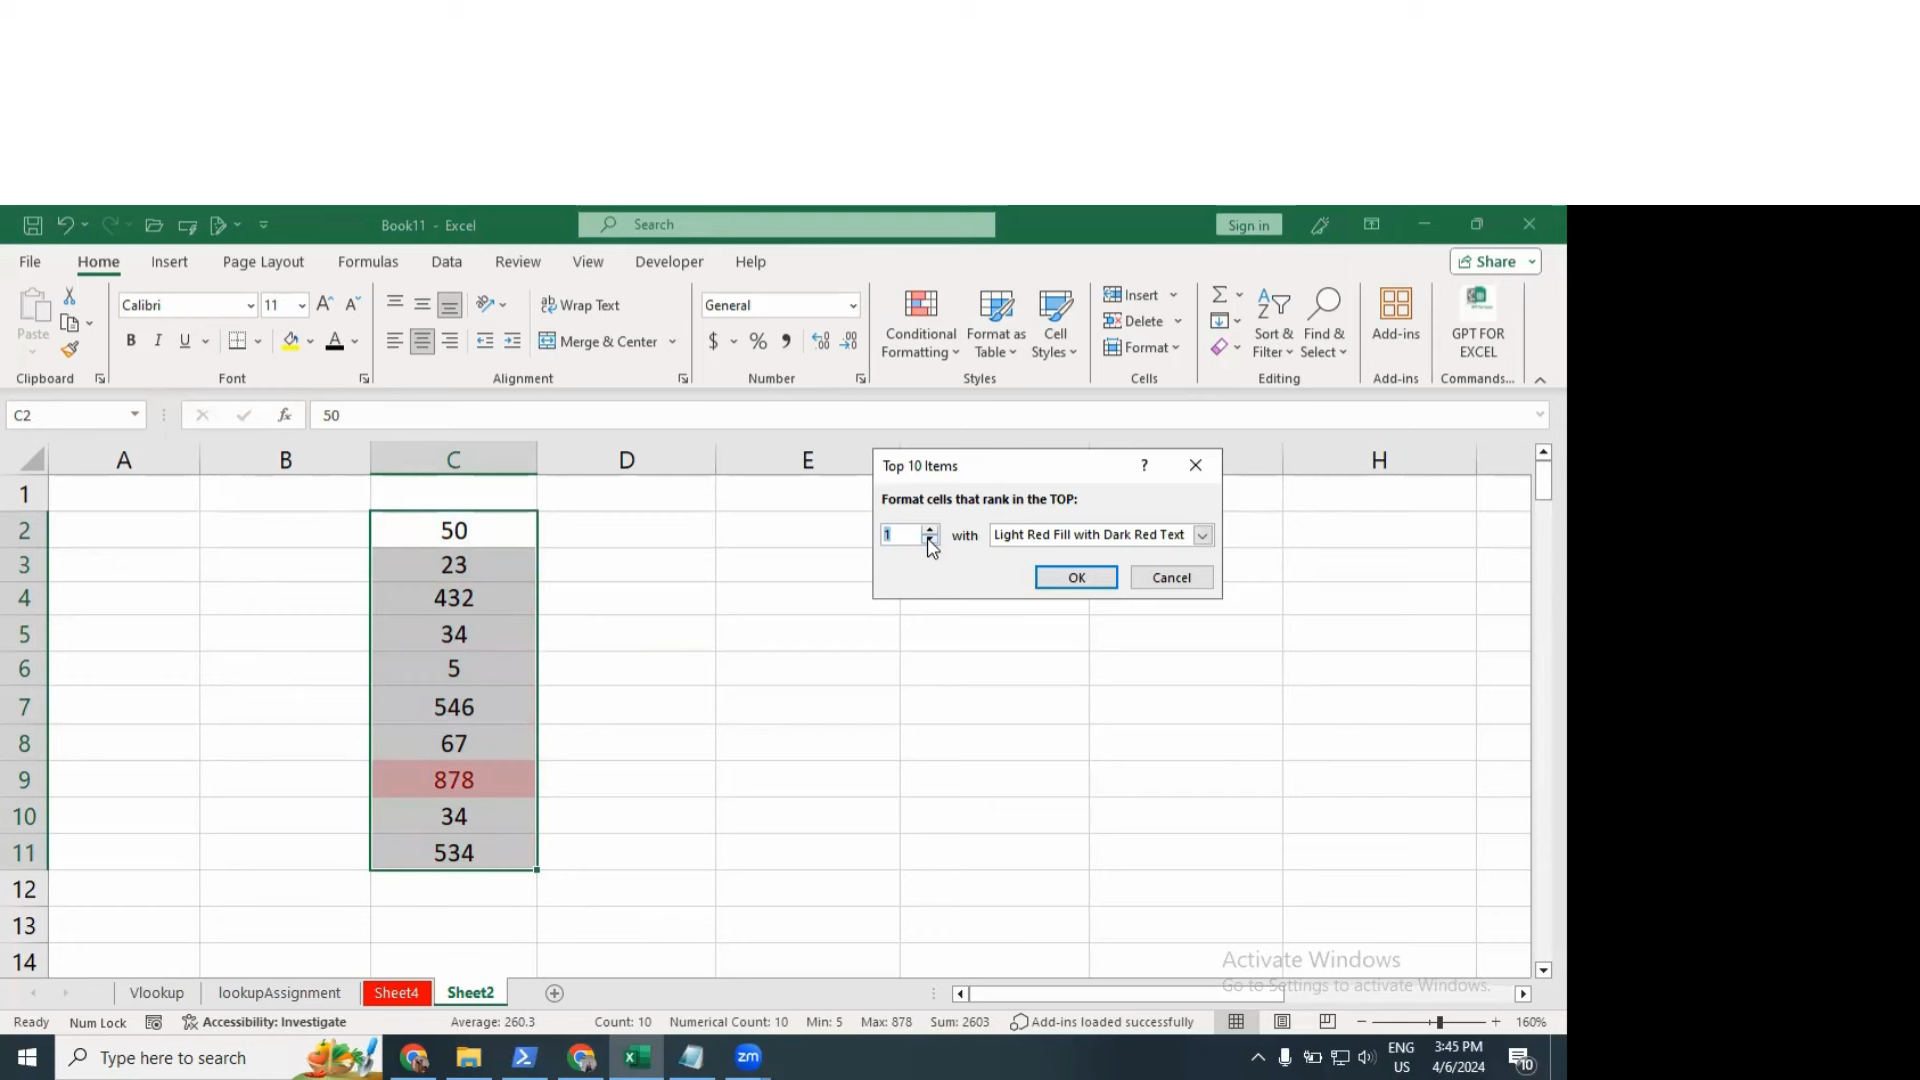 Book11 - Excel
Search
Sign in
File Home Insert Page Layout Formulas Data Review View Developer Help
Share
Paste
Calibri 11
B I U A
Wrap Text
Merge & Center
General
$ %
Conditional Formatting
Format as Table
Cell Styles
Insert
Delete
Format
Sort & Filter
Find & Select
Add-ins
GPT FOR EXCEL
Clipboard Font Alignment Number Styles Cells Editing Add-ins Commands...
C2 fx 50
A B C D E H
1
2 50
3 23
4 432
5 34
6 5
7 546
8 67
9 878
10 34
11 534
12
13
14
Top 10 Items ?
Format cells that rank in the TOP:
1 with Light Red Fill with Dark Red Text
OK Cancel
Activate Windows
Go to Settings to activate Windows.
Vlookup lookupAssignment Sheet4 Sheet2
Ready Num Lock Accessibility: Investigate Average: 260.3 Count: 10 Numerical Count: 10 Min: 5 Max: 878 Sum: 2603 Add-ins loaded successfully 160%
Type here to search
zm
ENG
US
3:45 PM
4/6/2024
10